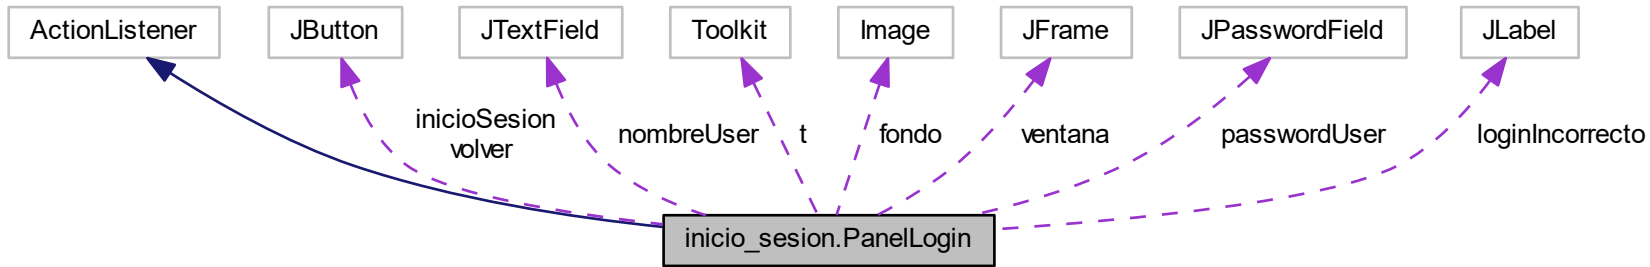 ActionListener
JButton
JTextField
Toolkit
Image
JFrame
JPasswordField
JLabel
inicioSesion
volver
nombreUser
t
fondo
ventana
passwordUser
loginIncorrecto
inicio_sesion.PanelLogin